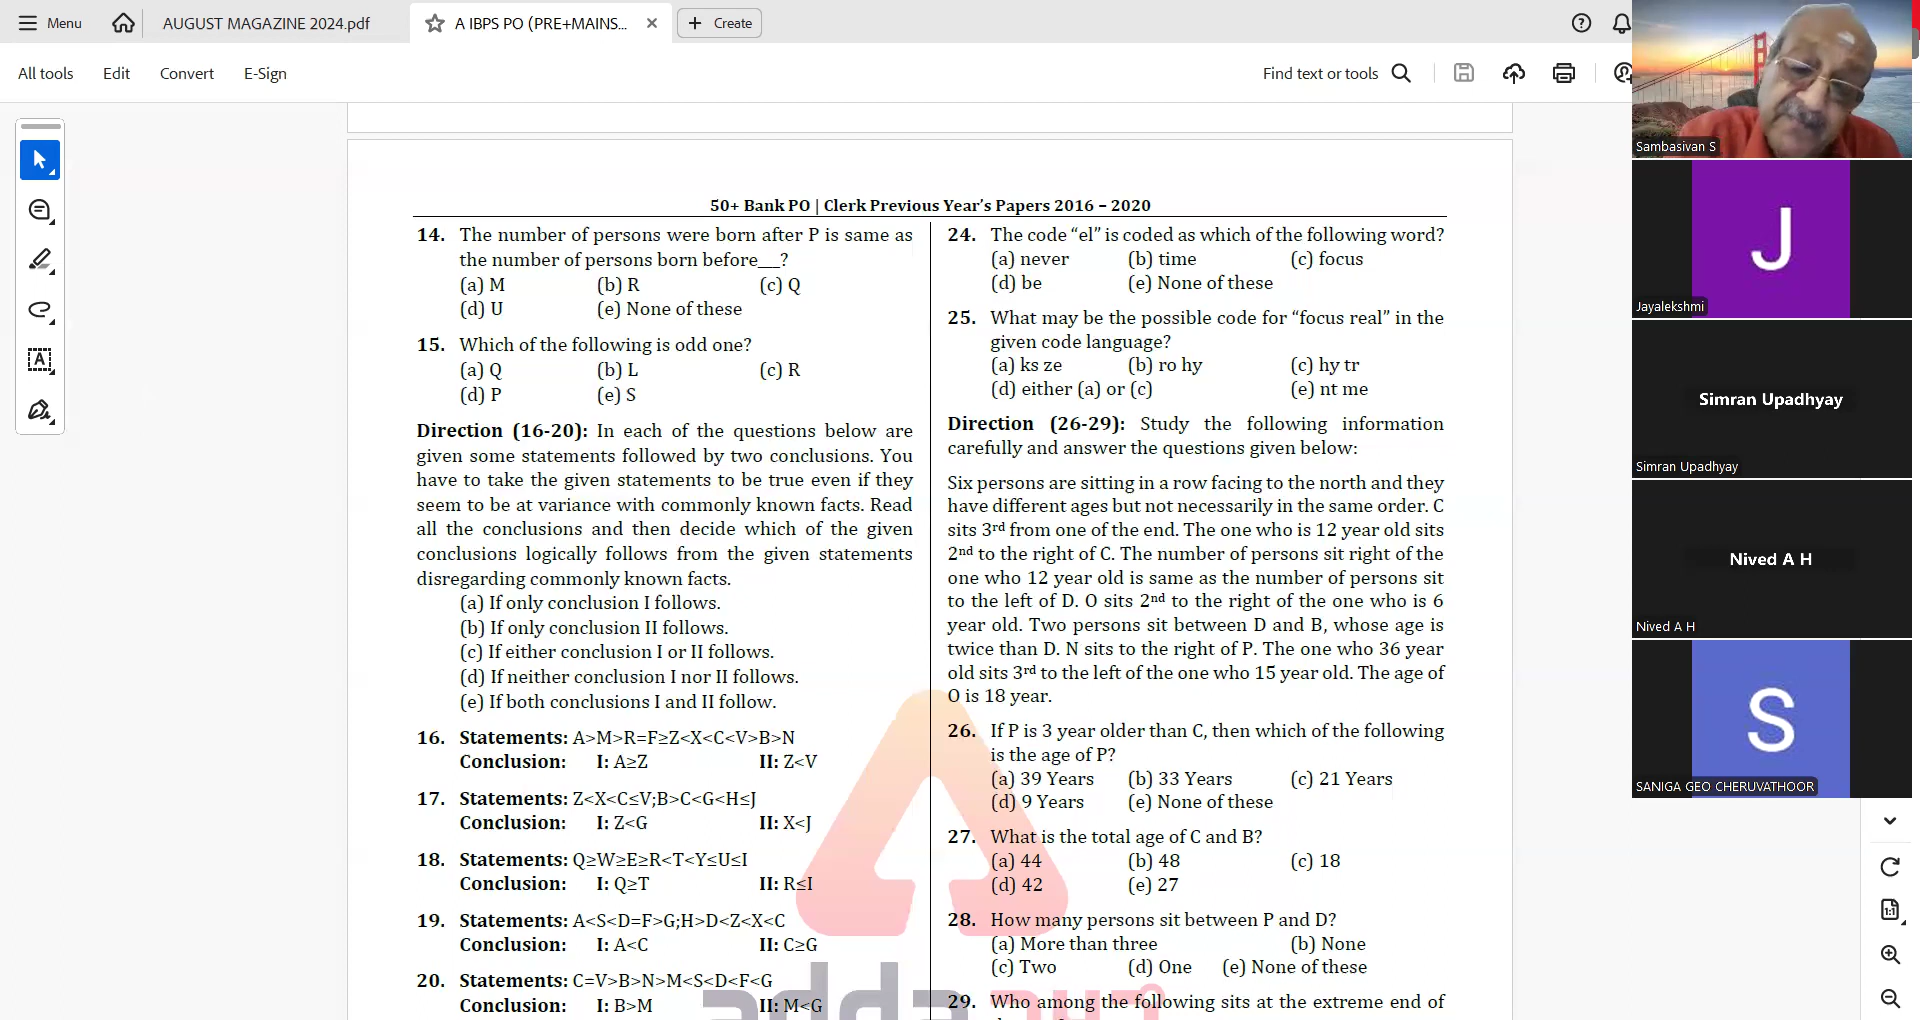 Menu
AUGUST MAGAZINE 2024.pdf
A IBPS PO (PRE+MAINS...
Create
All tools
Edit
Convert
E-Sign
Find text or tools
50+ Bank PO | Clerk Previous Year's Papers 2016 – 2020
14. The number of persons were born after P is same as
the number of persons born before__?
(a) M (b) R (c) Q
(d) U (e) None of these
15. Which of the following is odd one?
(a) Q (b) L (c) R
(d) P (e) S
Direction (16-20): In each of the questions below are
given some statements followed by two conclusions. You
have to take the given statements to be true even if they
seem to be at variance with commonly known facts. Read
all the conclusions and then decide which of the given
conclusions logically follows from the given statements
disregarding commonly known facts.
(a) If only conclusion I follows.
(b) If only conclusion II follows.
(c) If either conclusion I or II follows.
(d) If neither conclusion I nor II follows.
(e) If both conclusions I and II follow.
16. Statements: A>M>R=F≥Z<X<C<V>B>N
Conclusion: I: A≥Z II: Z<V
17. Statements: Z<X<C≤V;B>C<G<H≤J
Conclusion: I: Z<G II: X<J
18. Statements: Q≥W≥E≥R<T<Y≤U≤I
Conclusion: I: Q≥T II: R≤I
19. Statements: A<S<D=F>G;H>D<Z<X<C
Conclusion: I: A<C II: C≥G
20. Statements: C=V>B>N>M<S<D<F<G
Conclusion: I: B>M II: M<G
24. The code “el” is coded as which of the following word?
(a) never (b) time (c) focus
(d) be (e) None of these
25. What may be the possible code for “focus real” in the
given code language?
(a) ks ze (b) ro hy (c) hy tr
(d) either (a) or (c) (e) nt me
Direction (26-29): Study the following information
carefully and answer the questions given below:
Six persons are sitting in a row facing to the north and they
have different ages but not necessarily in the same order. C
sits 3rd from one of the end. The one who is 12 year old sits
2nd to the right of C. The number of persons sit right of the
one who 12 year old is same as the number of persons sit
to the left of D. O sits 2nd to the right of the one who is 6
year old. Two persons sit between D and B, whose age is
twice than D. N sits to the right of P. The one who 36 year
old sits 3rd to the left of the one who 15 year old. The age of
O is 18 year.
26. If P is 3 year older than C, then which of the following
is the age of P?
(a) 39 Years (b) 33 Years (c) 21 Years
(d) 9 Years (e) None of these
27. What is the total age of C and B?
(a) 44 (b) 48 (c) 18
(d) 42 (e) 27
28. How many persons sit between P and D?
(a) More than three (b) None
(c) Two (d) One (e) None of these
29. Who among the following sits at the extreme end of
Sambasivan S
J
Jayalekshmi
Simran Upadhyay
Simran Upadhyay
Nived A H
Nived A H
S
SANIGA GEO CHERUVATHOOR